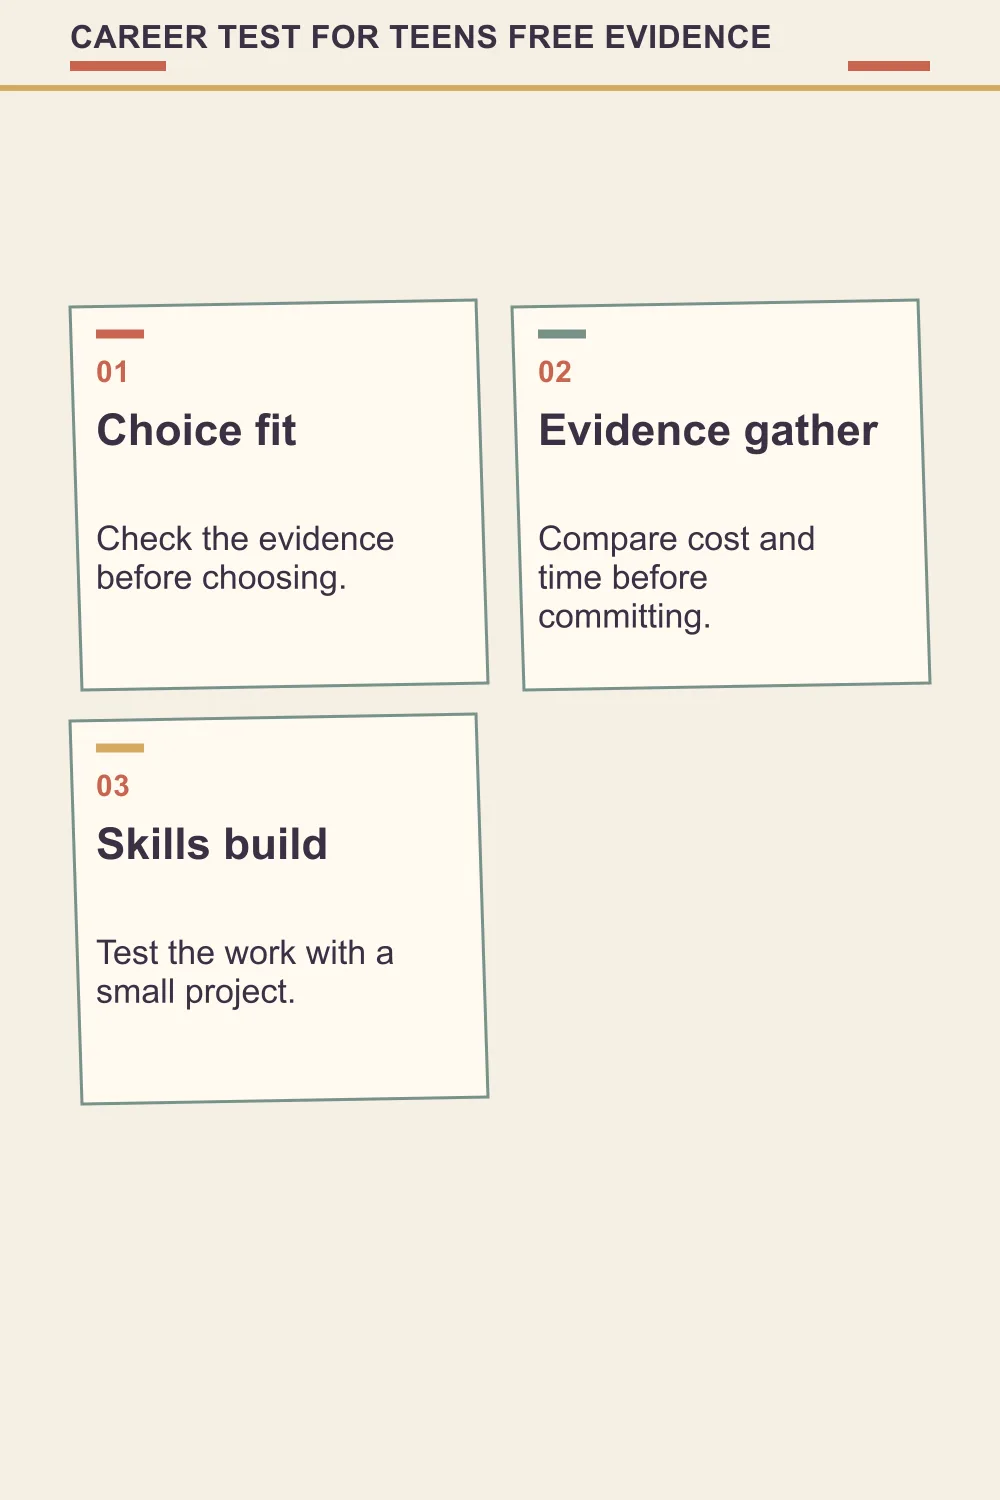 CAREER TEST FOR TEENS FREE EVIDENCE
01
Choice fit
Check the evidence
before choosing.
02
Evidence gather
Compare cost and
time before
committing.
03
Skills build
Test the work with a
small project.